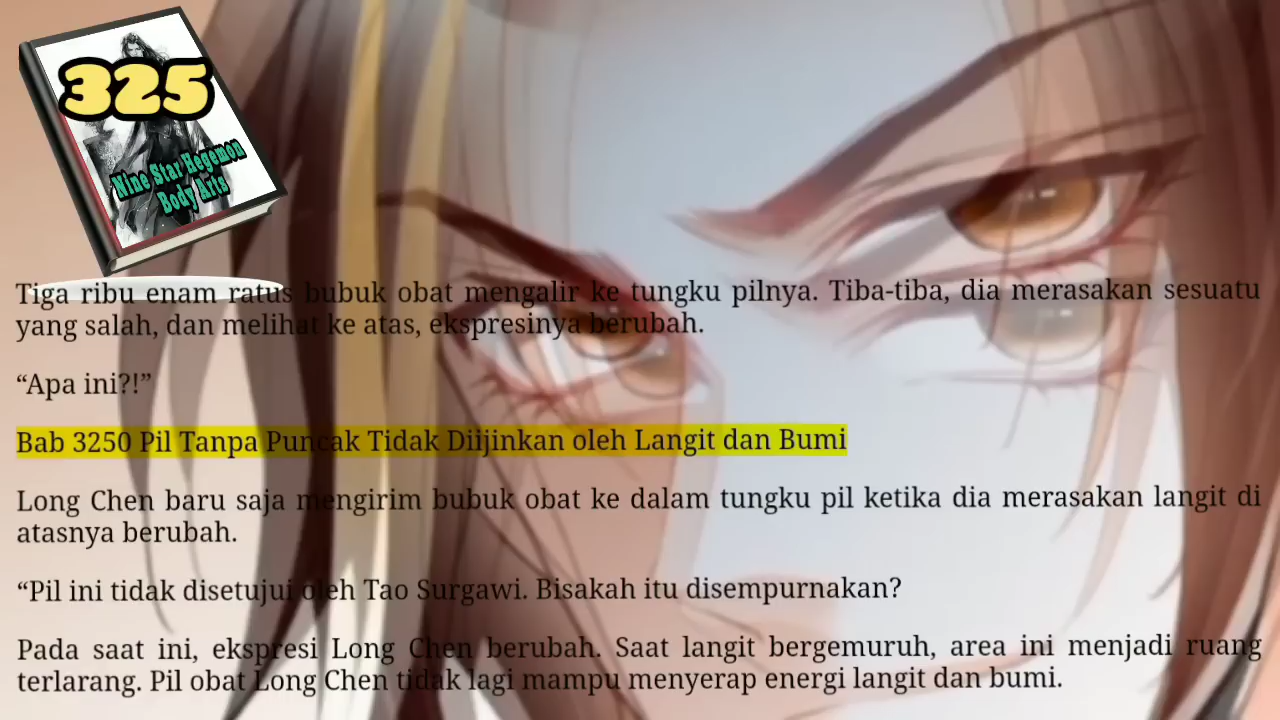 325
Nine Star Hegemon
Body Arts
Tiga ribu enam ratus bubuk obat mengalir ke tungku pilnya. Tiba-tiba, dia merasakan sesuatu
yang salah, dan melihat ke atas, ekspresinya berubah.
“Apa ini?!”
Bab 3250 Pil Tanpa Puncak Tidak Diijinkan oleh Langit dan Bumi
Long Chen baru saja mengirim bubuk obat ke dalam tungku pil ketika dia merasakan langit di
atasnya berubah.
“Pil ini tidak disetujui oleh Tao Surgawi. Bisakah itu disempurnakan?
Pada saat ini, ekspresi Long Chen berubah. Saat langit bergemuruh, area ini menjadi ruang
terlarang. Pil obat Long Chen tidak lagi mampu menyerap energi langit dan bumi.